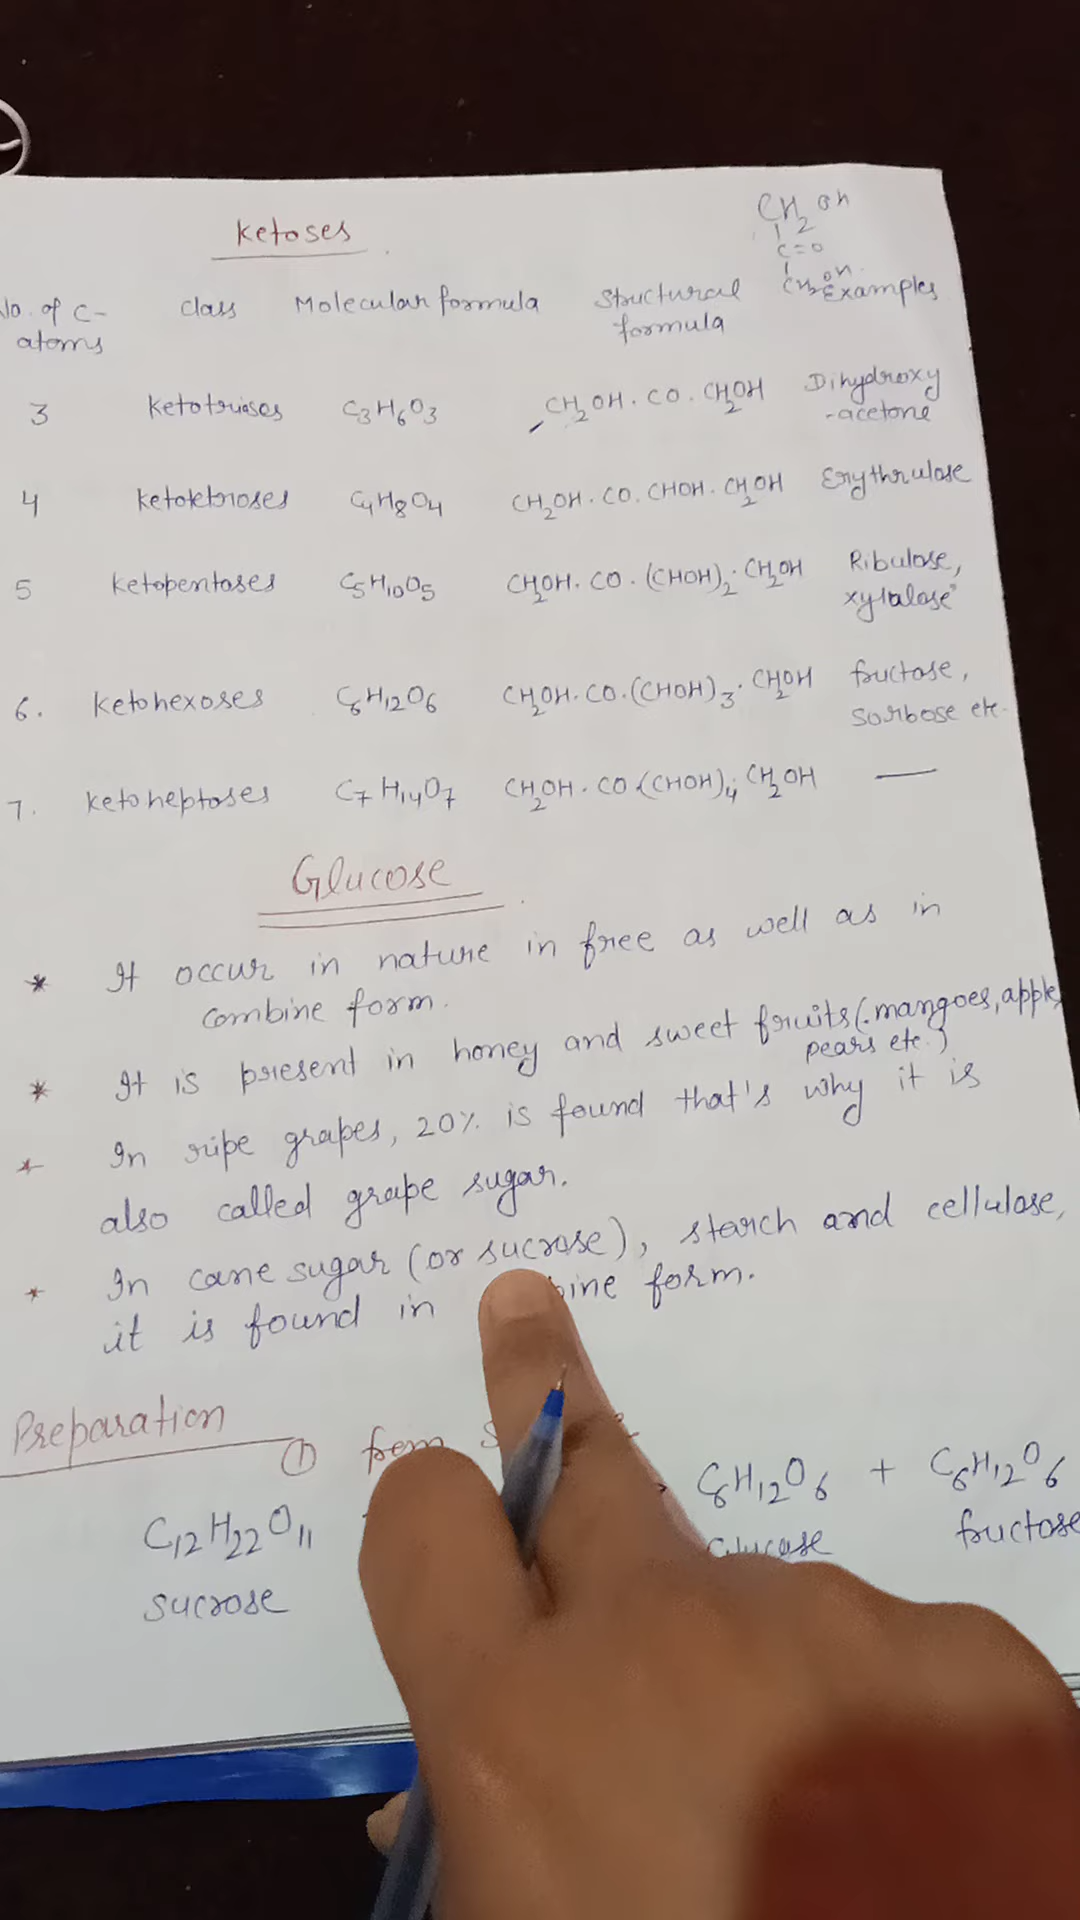 Ketoses
CH2OH
C=O
CH2OH
No. of C-atoms Class Molecular formula Structural formula Examples
3 Ketotrioses C3H6O3 CH2OH.CO.CH2OH Dihydroxy-acetone
4 Ketotetroses C4H8O4 CH2OH.CO.CHOH.CH2OH Erythrulose
5 Ketopentoses C5H10O5 CH2OH.CO.(CHOH)2.CH2OH Ribulose, xylulose
6. Ketohexoses C6H12O6 CH2OH.CO.(CHOH)3.CH2OH fructose, sorbose etc.
7. Ketoheptoses C7H14O7 CH2OH.CO.(CHOH)4CH2OH —
Glucose
* It occur in nature in free as well as in
combine form.
* It is present in honey and sweet fruits (mangoes, apple, pears etc.)
* In ripe grapes, 20% is found that's why it is
also called grape sugar.
* In cane sugar (or sucrose), starch and cellulose,
it is found in form.
Preparation
① from
C12H22O11 C6H12O6 + C6H12O6
sucrose Glucose fructose